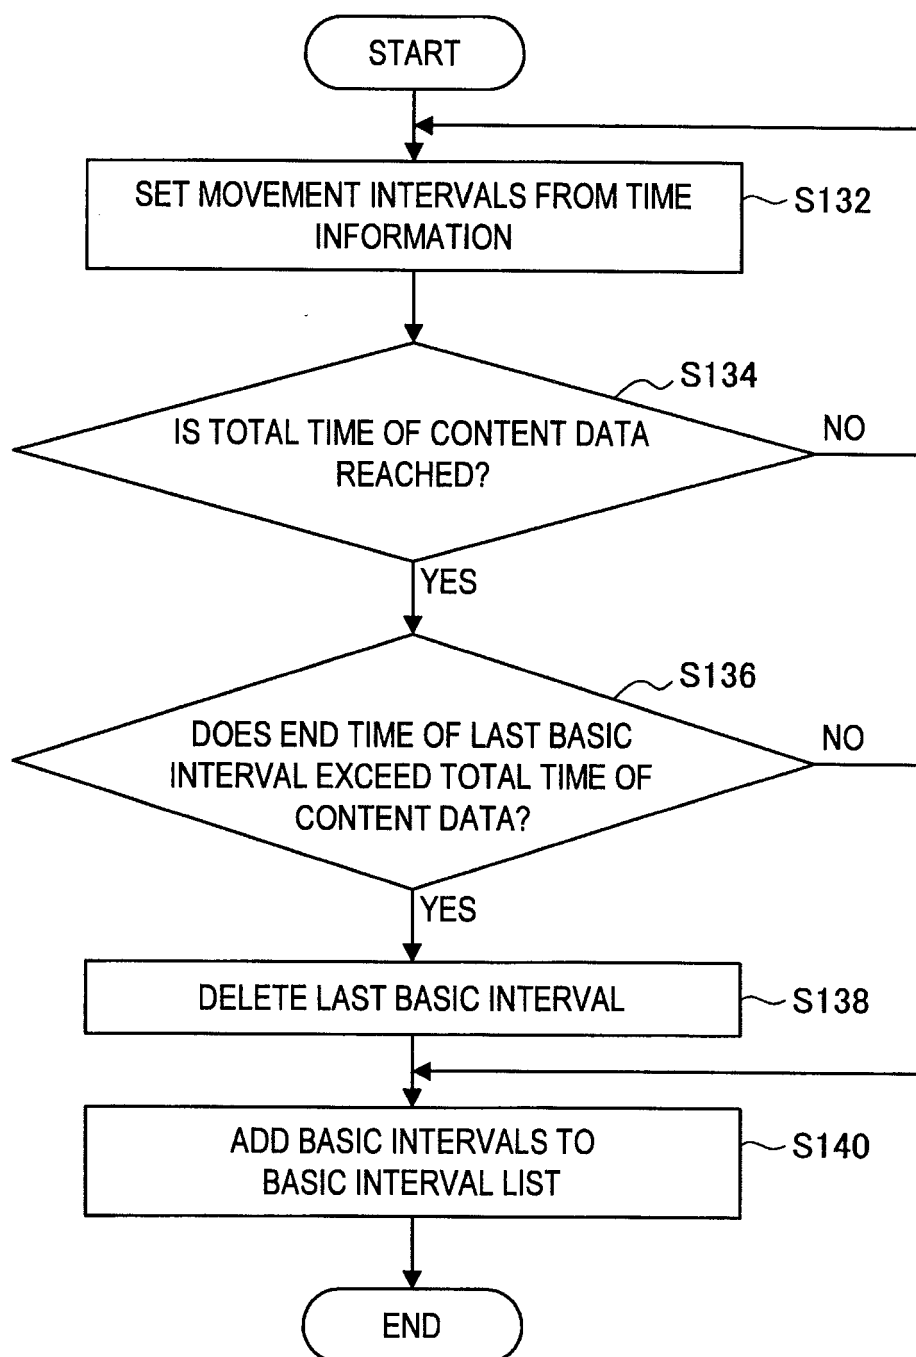 START
SET MOVEMENT INTERVALS FROM TIME
INFORMATION
S132
S134
IS TOTAL TIME OF CONTENT DATA
REACHED?
NO
YES
S136
DOES END TIME OF LAST BASIC
INTERVAL EXCEED TOTAL TIME OF
CONTENT DATA?
NO
YES
DELETE LAST BASIC INTERVAL
S138
ADD BASIC INTERVALS TO
BASIC INTERVAL LIST
S140
END